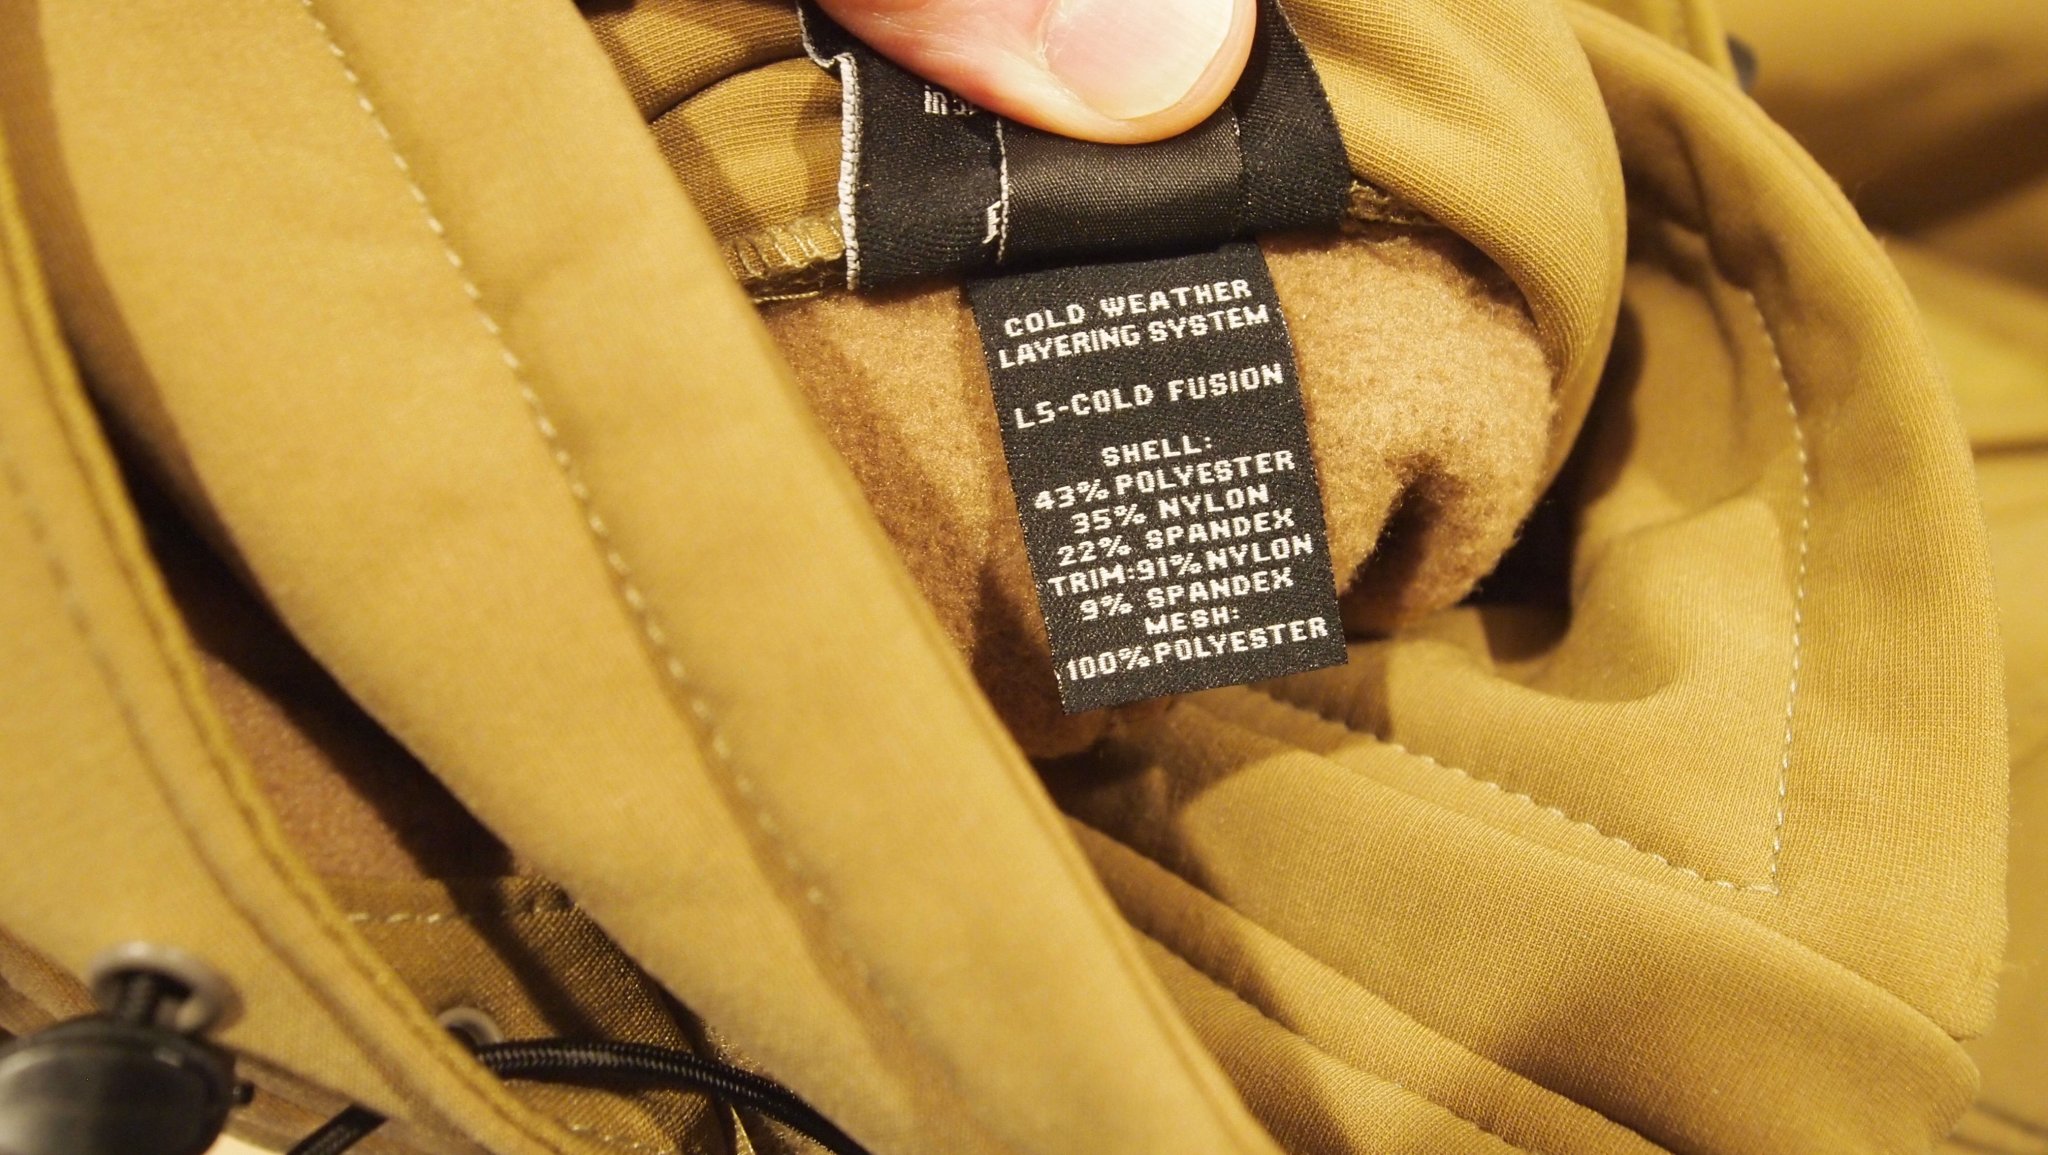 COLD WEATHER
LAYERING SYSTEM
L5-COLD FUSION
SHELL:
43% POLYESTER
35% NYLON
22% SPANDEX
TRIM:91% NYLON
9% SPANDEX
MESH:
100% POLYESTER